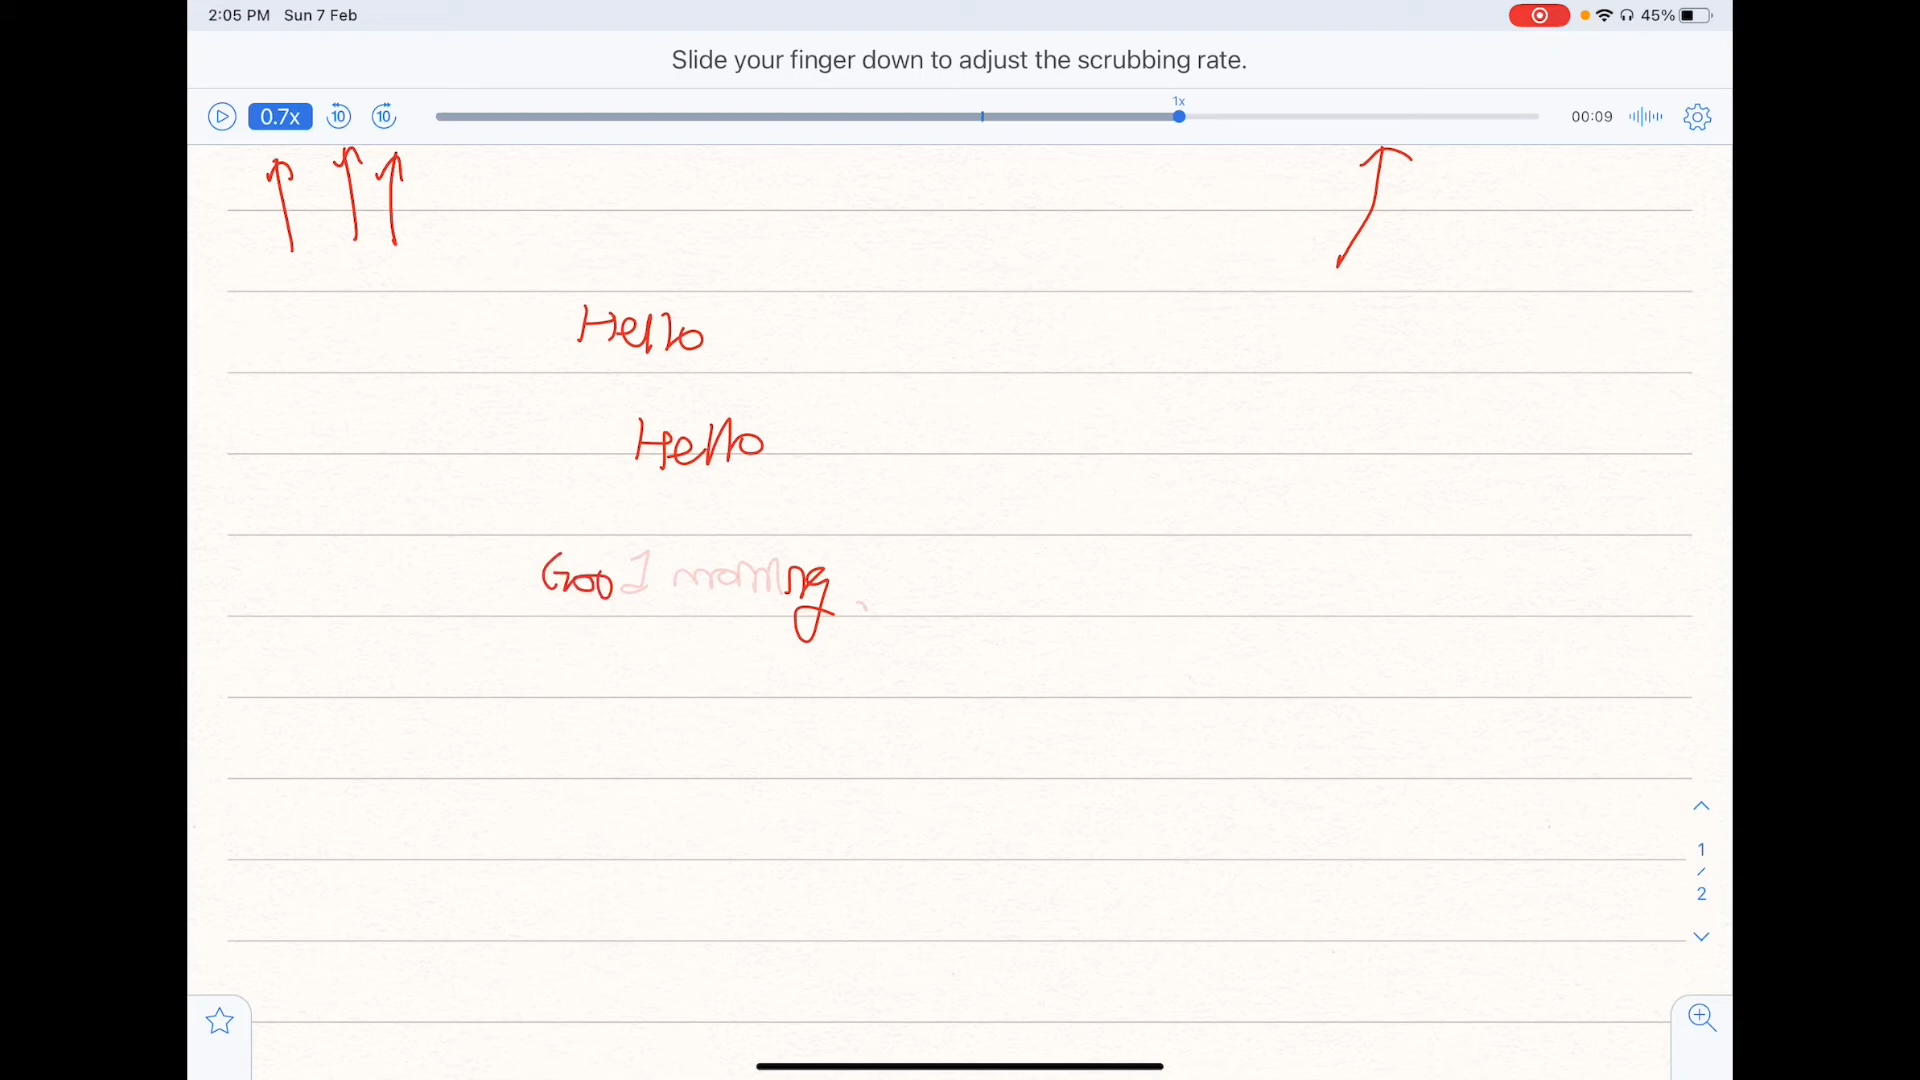 2:05 PM Sun 7 Feb 45%
Slide your finger down to adjust the scrubbing rate.
1x
0.7x 10 10 00:09
Hello
Hello
Good morning
1
/
2